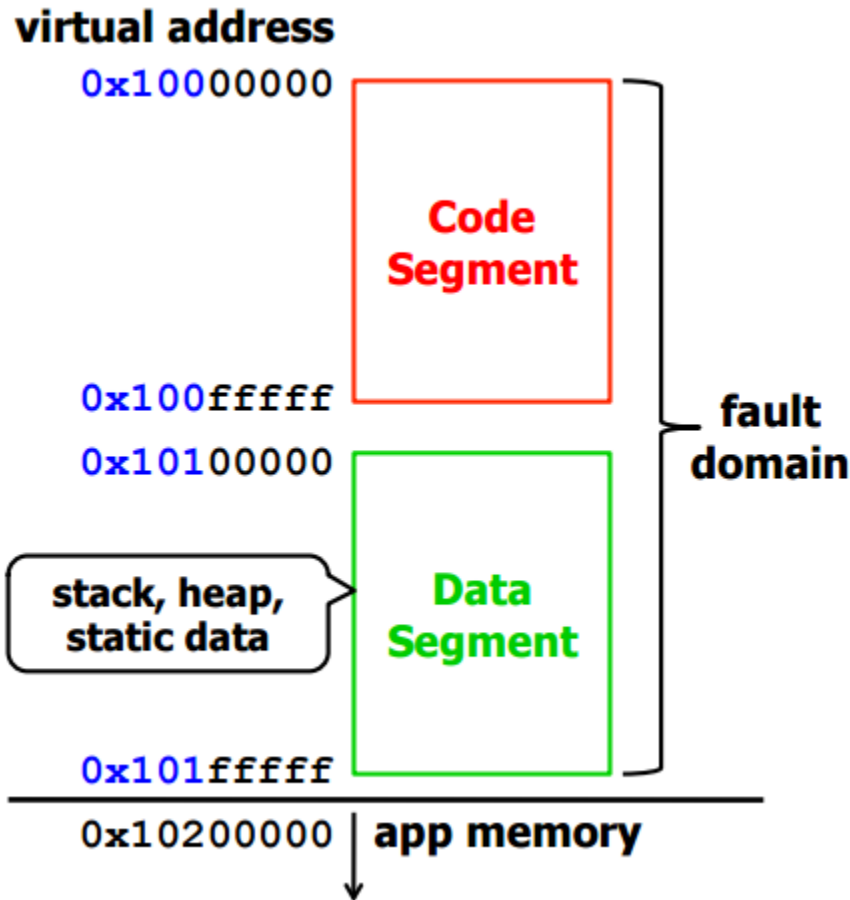 virtual address
0x10000000
Code
Segment
0x100fffff
fault
domain
0x10100000
stack, heap,
static data
Data
Segment
0x101fffff
0x10200000 app memory